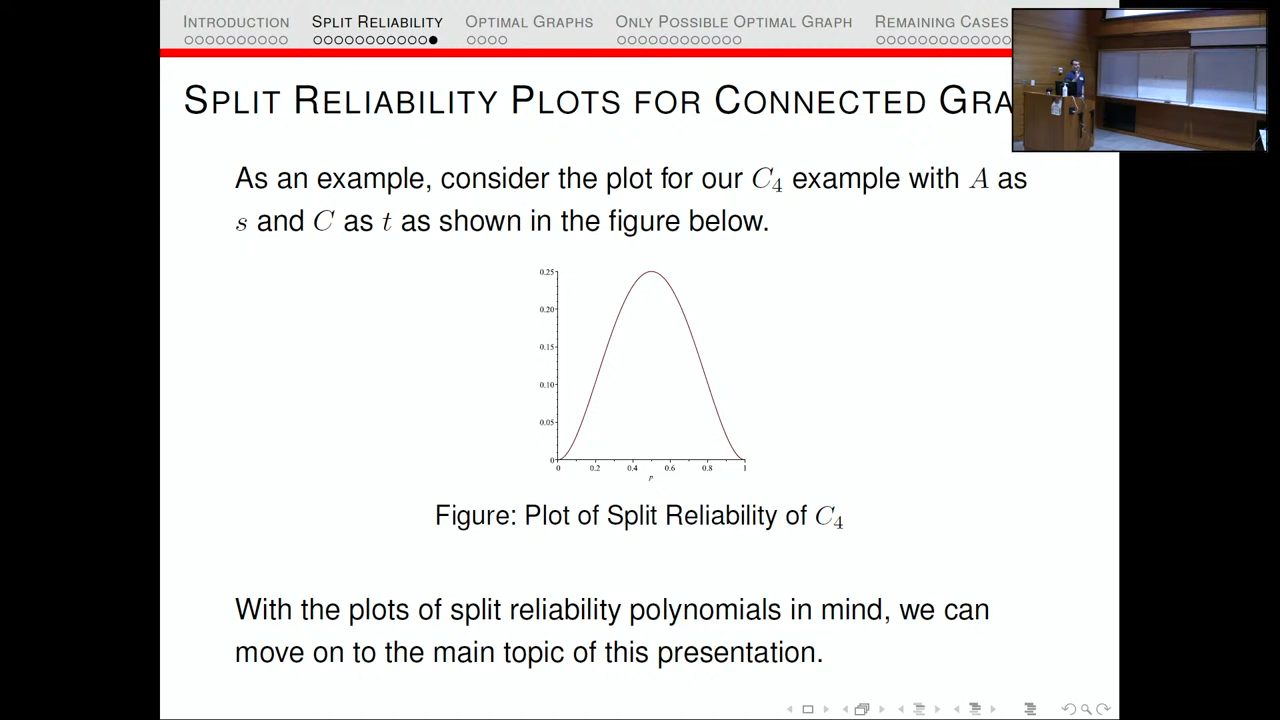 INTRODUCTION SPLIT RELIABILITY OPTIMAL GRAPHS ONLY POSSIBLE OPTIMAL GRAPH REMAINING CASES
SPLIT RELIABILITY PLOTS FOR CONNECTED GRA
As an example, consider the plot for our C₄ example with A as
s and C as t as shown in the figure below.
0.25
0.20
0.15
0.10
0.05
0
0 0.2 0.4 0.6 0.8 1
p
Figure: Plot of Split Reliability of C₄
With the plots of split reliability polynomials in mind, we can
move on to the main topic of this presentation.